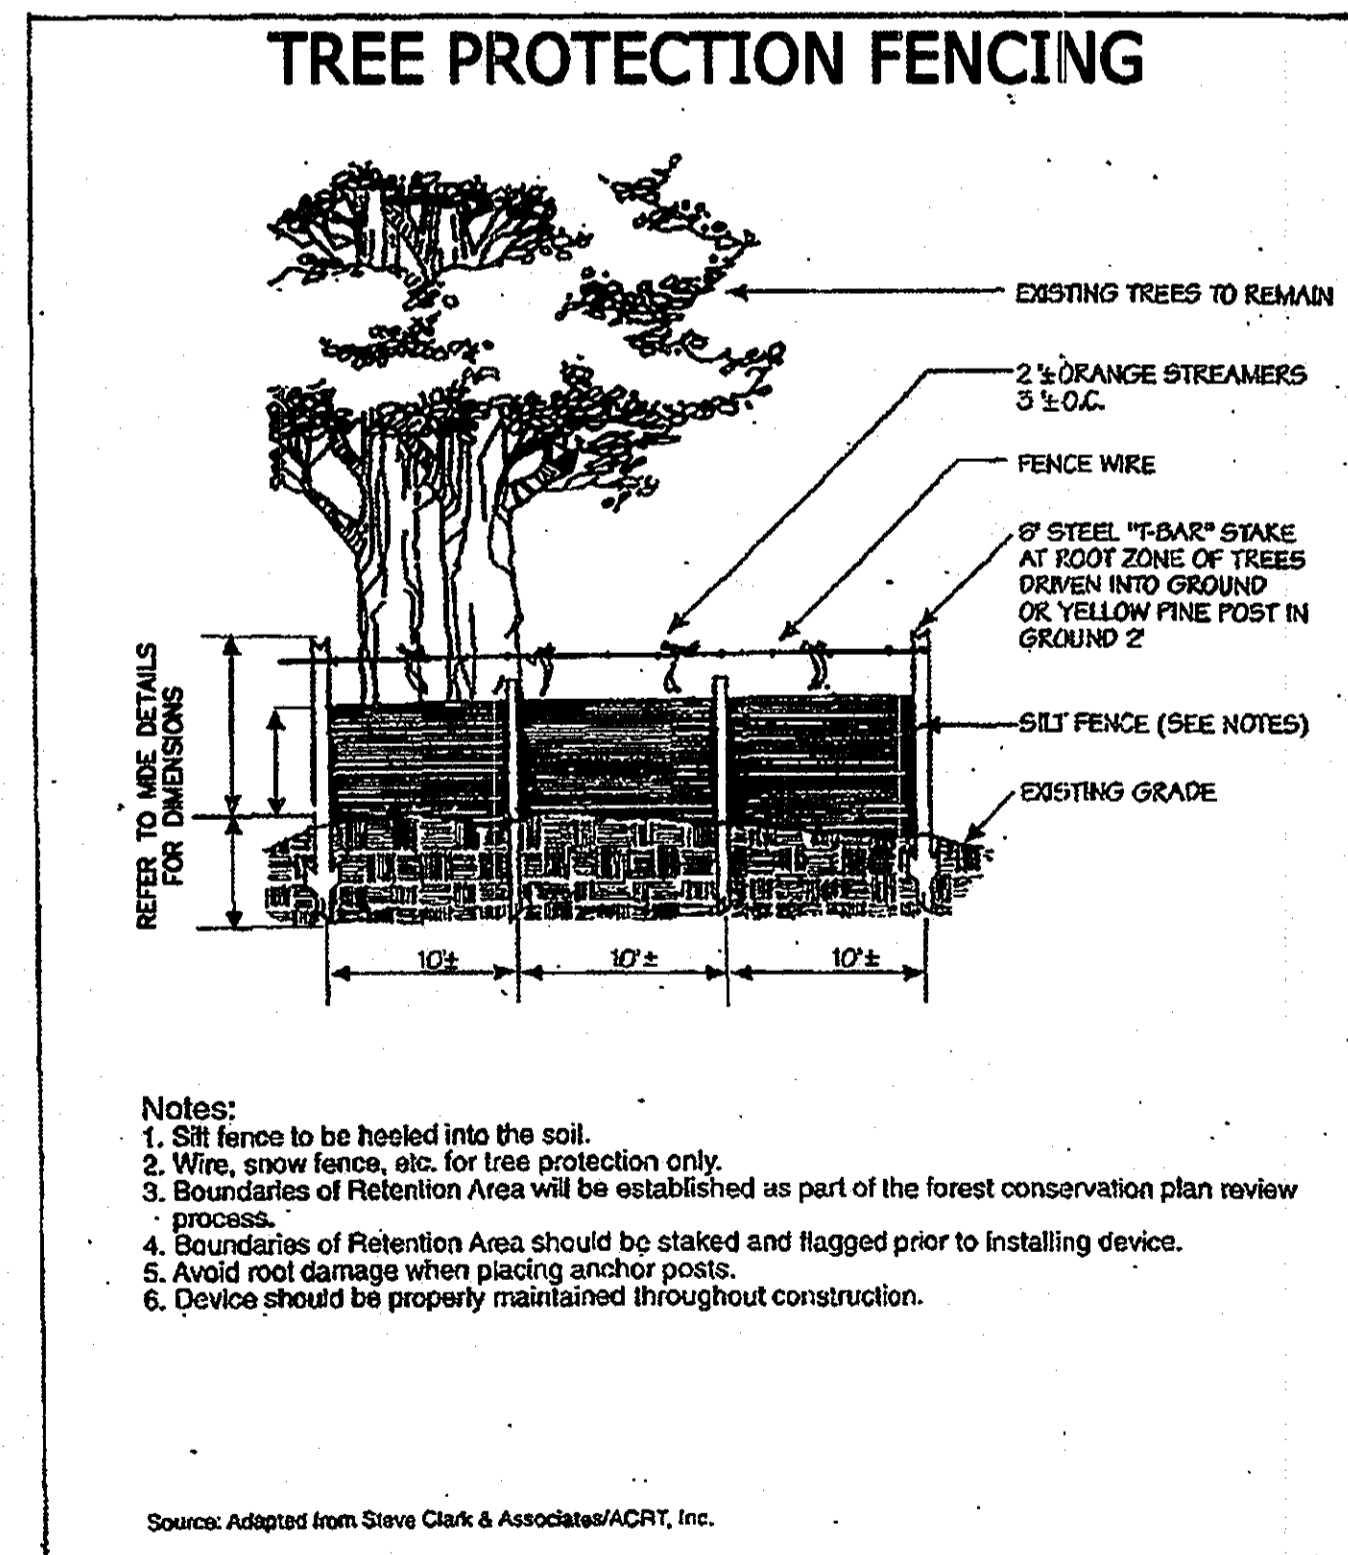 TREE PROTECTION FENCING
EXISTING TREES TO REMAIN
2'± ORANGE STREAMERS
3'± O.C.
FENCE WIRE
STEEL "T-BAR" STAKE
AT ROOT ZONE OF TREES
DRIVEN INTO GROUND
OR YELLOW PINE POST IN
GROUND 2'
SILT FENCE (SEE NOTES)
EXISTING GRADE
REFER TO MDE DETAILS
FOR DIMENSIONS
10'±
10'±
10'±
Notes:
1. Silt fence to be heeled into the soil.
2. Wire, snow fence, etc. for tree protection only.
3. Boundaries of Retention Area will be established as part of the forest conservation plan review
process.
4. Boundaries of Retention Area should be staked and flagged prior to installing device.
5. Avoid root damage when placing anchor posts.
6. Device should be properly maintained throughout construction.
Source: Adapted from Steve Clark & Associates/ACRT, Inc.